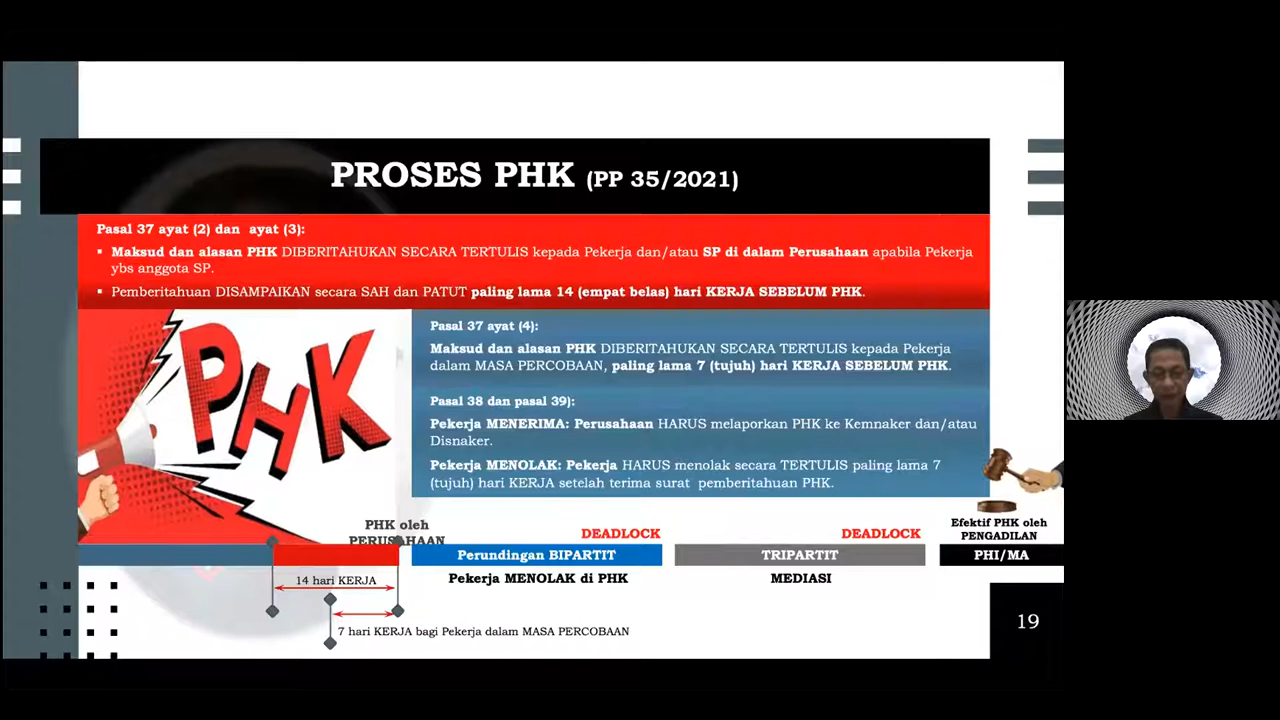 PROSES PHK (PP 35/2021)
Pasal 37 ayat (2) dan ayat (3):
▪ Maksud dan alasan PHK DIBERITAHUKAN SECARA TERTULIS kepada Pekerja dan/atau SP di dalam Perusahaan apabila Pekerja
ybs anggota SP.
▪ Pemberitahuan DISAMPAIKAN secara SAH dan PATUT paling lama 14 (empat belas) hari KERJA SEBELUM PHK.
PHK
Pasal 37 ayat (4):
Maksud dan alasan PHK DIBERITAHUKAN SECARA TERTULIS kepada Pekerja
dalam MASA PERCOBAAN, paling lama 7 (tujuh) hari KERJA SEBELUM PHK.
Pasal 38 dan pasal 39):
Pekerja MENERIMA: Perusahaan HARUS melaporkan PHK ke Kemnaker dan/atau
Disnaker.
Pekerja MENOLAK: Pekerja HARUS menolak secara TERTULIS paling lama 7
(tujuh) hari KERJA setelah terima surat pemberitahuan PHK.
PHK oleh
PERUSAHAAN
DEADLOCK
DEADLOCK
Efektif PHK oleh
PENGADILAN
Perundingan BIPARTIT
TRIPARTIT
PHI/MA
14 hari KERJA
Pekerja MENOLAK di PHK
MEDIASI
7 hari KERJA bagi Pekerja dalam MASA PERCOBAAN
19